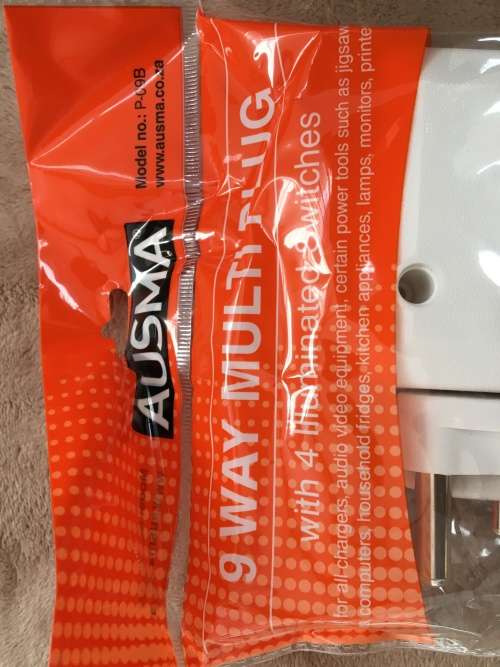 Model no.: P-09B
www.ausma.co.za
AUSMA
9 WAY MULTI PLUG
with 4 Illuminated Switches
for all chargers, audio video equipment, certain power tools such as jigsaw
computers, household fridges, kitchen appliances, lamps, monitors, printe